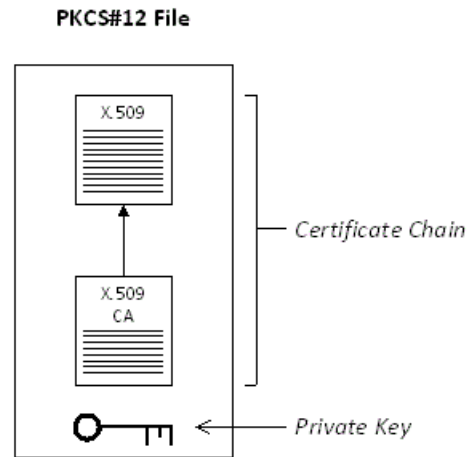 PKCS#12 File
X.509
Certificate Chain
X.509
CA
Private Key